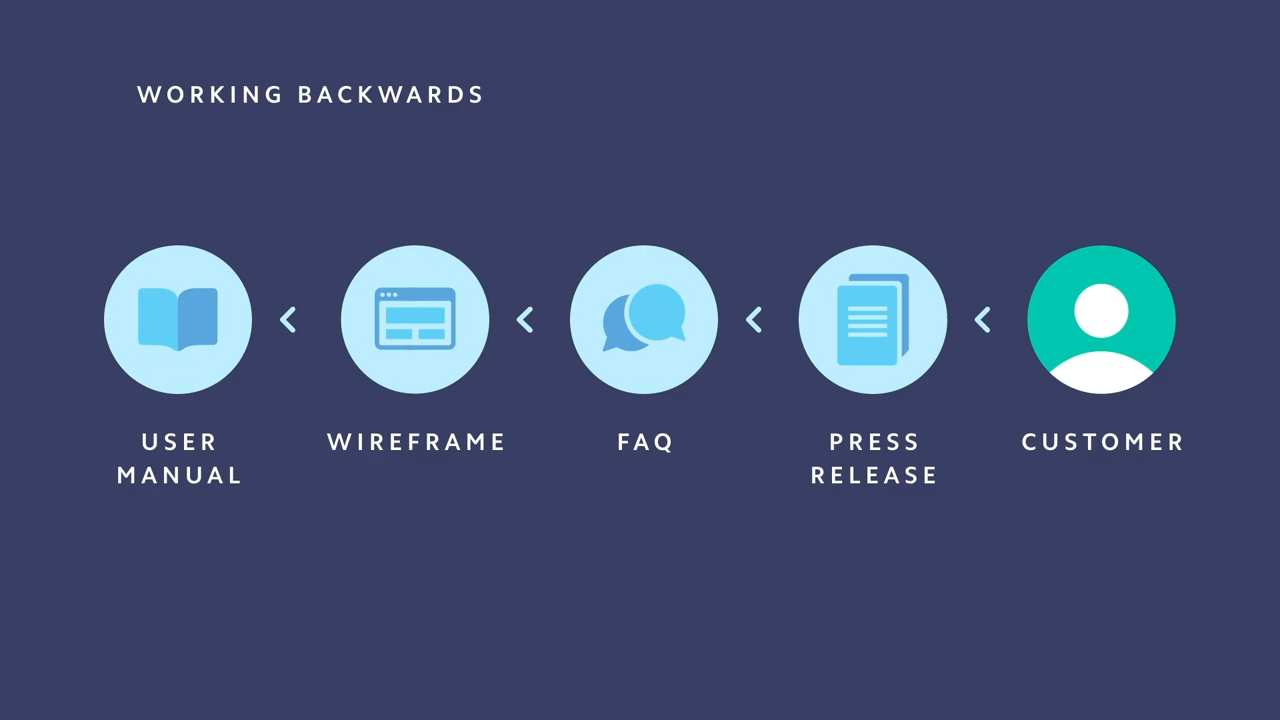 WORKING BACKWARDS
USER
MANUAL
WIREFRAME
FAQ
PRESS
RELEASE
CUSTOMER